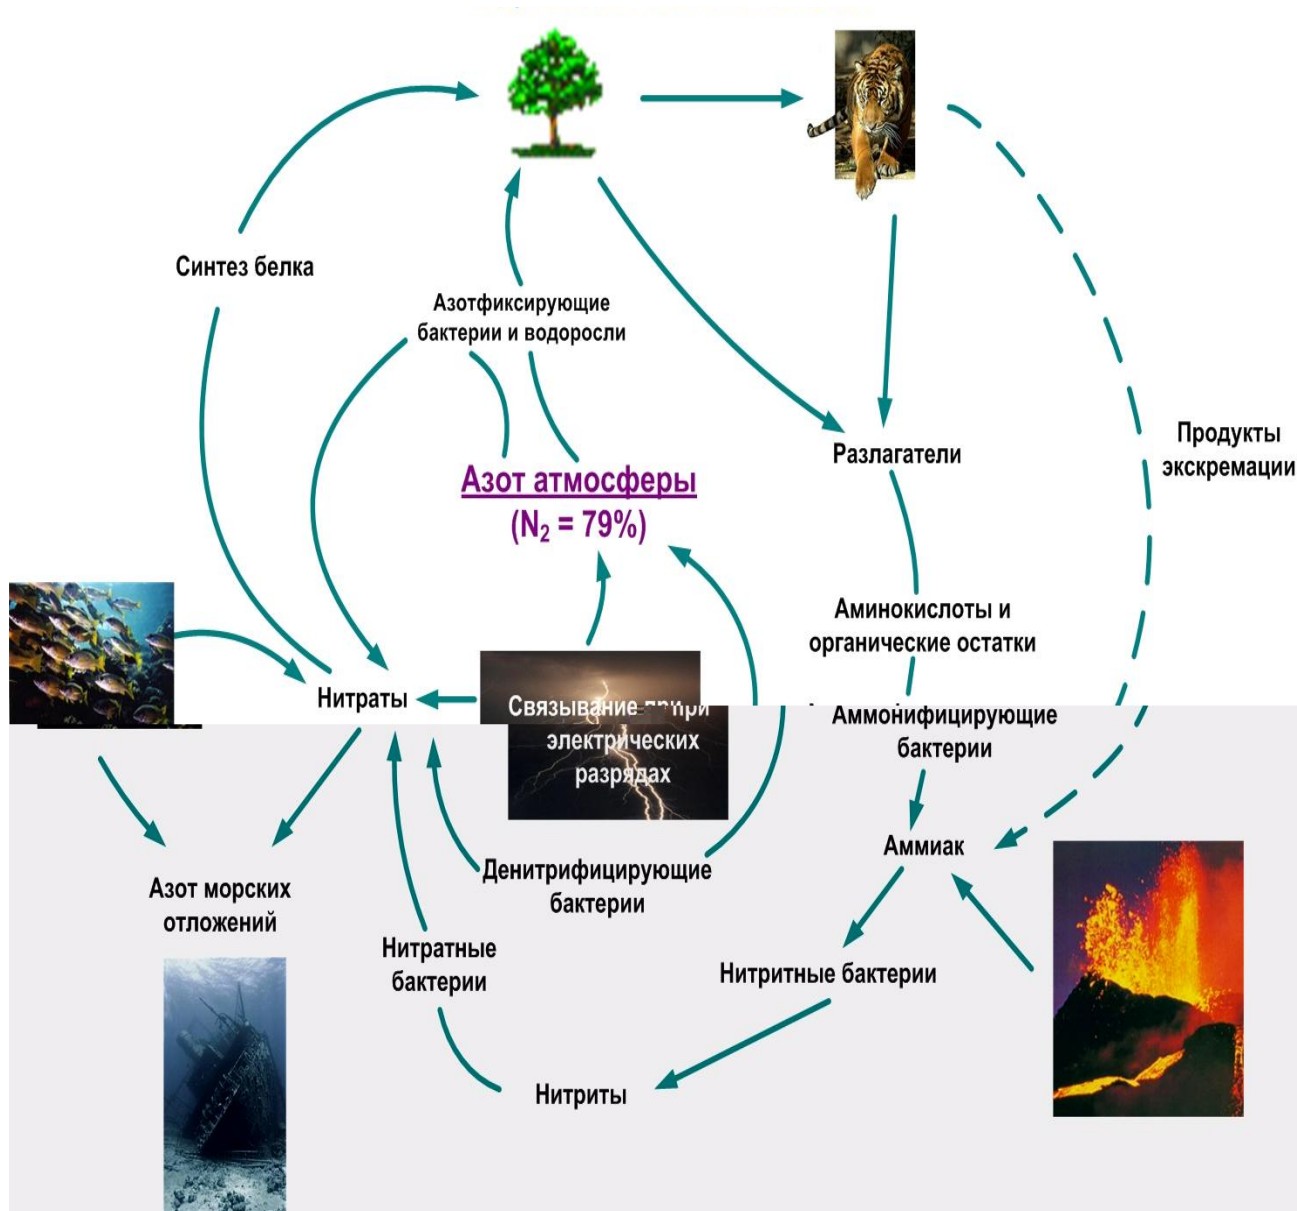 Синтез белка
Азотфиксирующие
бактерии и водоросли
Продукты
экскремации
Разлагатели
Азот атмосферы
(N₂ = 79%)
Аминокислоты и
органические остатки
Нитраты
Связывание при
электрических
разрядах
Аммонифицирующие
бактерии
Аммиак
Денитрифицирующие
бактерии
Азот морских
отложений
Нитратные
бактерии
Нитритные бактерии
Нитриты